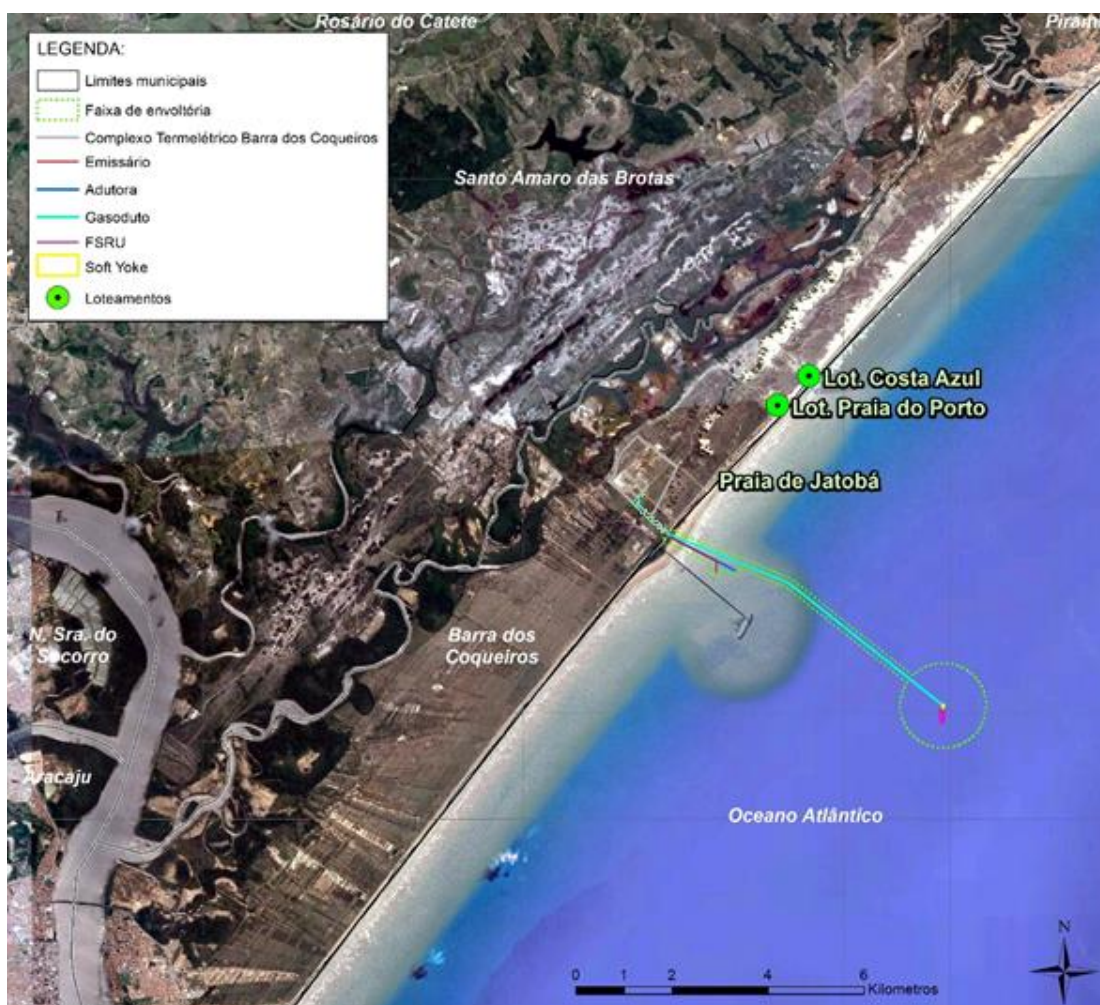 Rosário do Catete
LEGENDA:
Limites municipais
Faixa de envoltória
Complexo Termelétrico Barra dos Coqueiros
Emissário
Adutora
Gasoduto
FSRU
Soft Yoke
Loteamentos
Santo Amaro das Brotas
Lot. Costa Azul
Lot. Praia do Porto
Praia de Jatobá
N. Sra. do
Socorro
Barra dos
Coqueiros
Aracaju
Oceano Atlântico
N
0 1 2 4 6
Kilometros